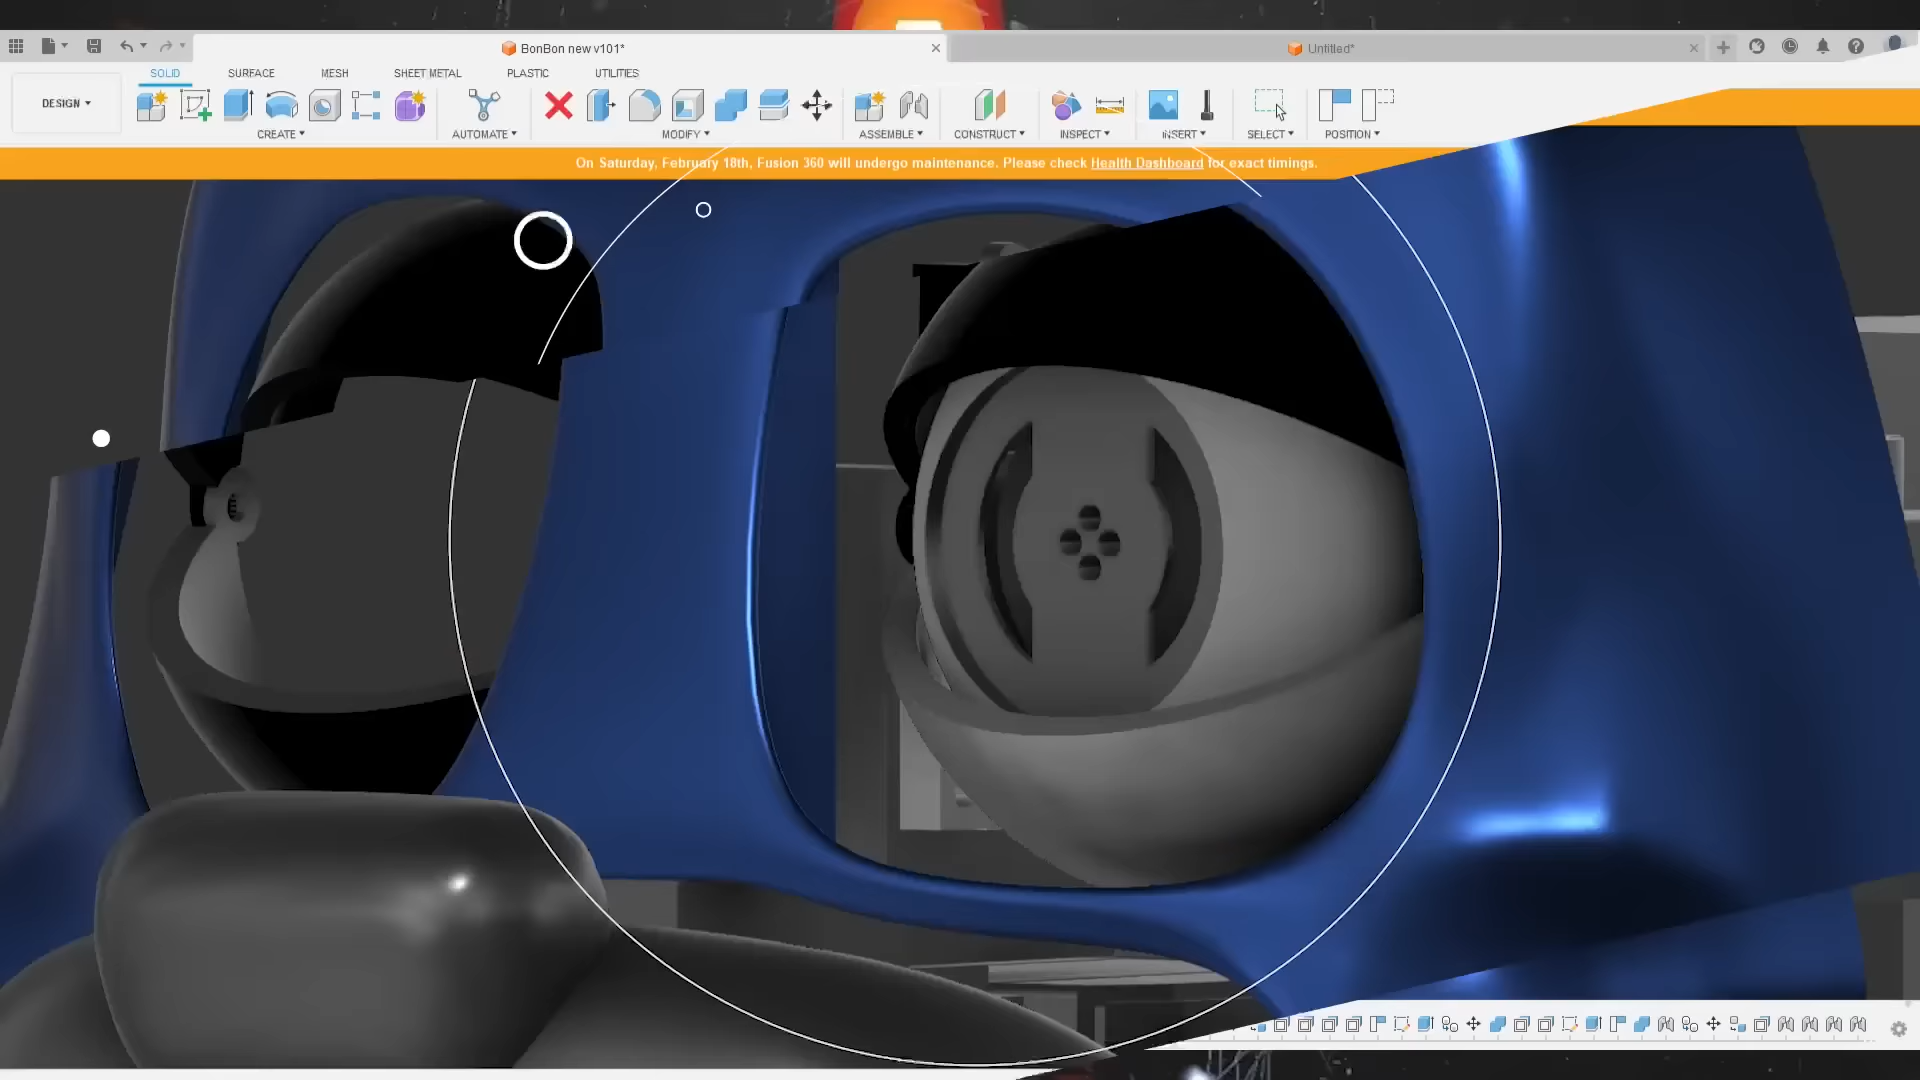 BonBon new v101*
Untitled*
SOLID SURFACE MESH SHEET METAL PLASTIC UTILITIES
DESIGN
CREATE AUTOMATE MODIFY ASSEMBLE CONSTRUCT INSPECT INSERT SELECT POSITION
On Saturday, February 18th, Fusion 360 will undergo maintenance. Please check Health Dashboard for exact timings.